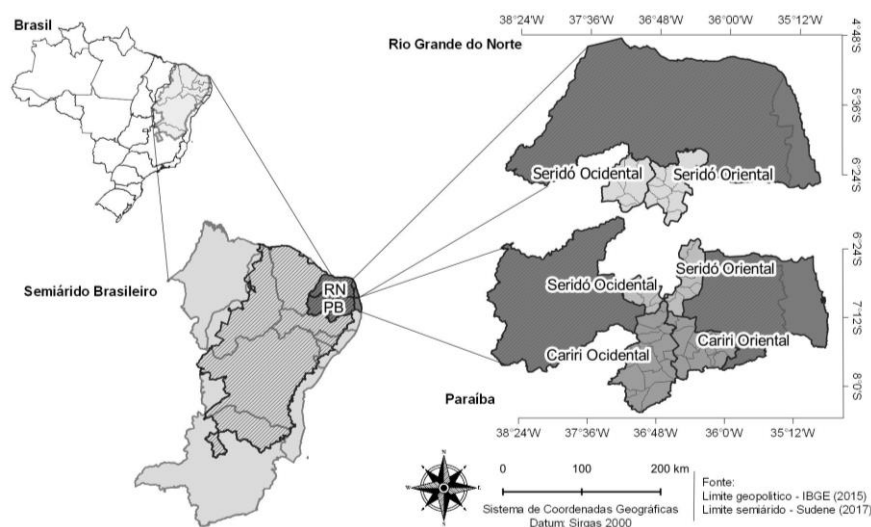 Brasil
38°24'W 37°36'W 36°48'W 36°00'W 35°12'W
Rio Grande do Norte
4°48'S
5°36'S
6°24'S
Seridó Ocidental
Seridó Oriental
Semiárido Brasileiro
RN
PB
6°24'S
7°12'S
8°0'S
Seridó Oriental
Seridó Ocidental
Cariri Ocidental
Cariri Oriental
Paraíba
38°24'W 37°36'W 36°48'W 36°00'W 35°12'W
0 100 200 km
Sistema de Coordenadas Geográficas
Datum: Sirgas 2000
Fonte:
Limite geopolítico - IBGE (2015)
Limite semiárido - Sudene (2017)